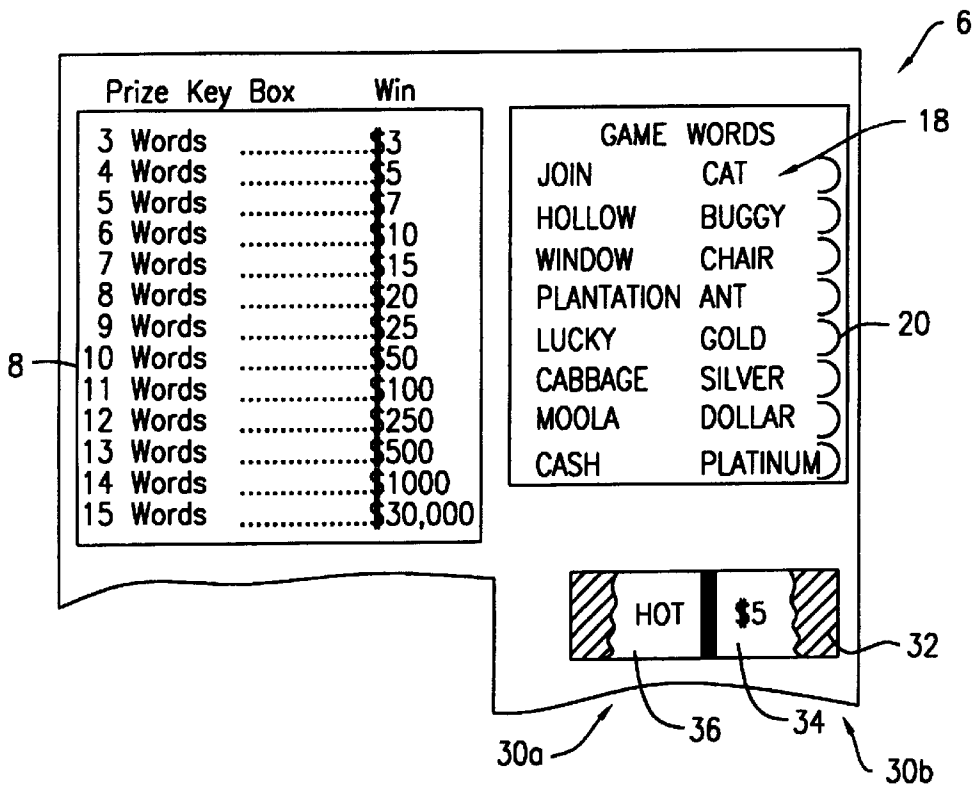 6
Prize Key Box Win
3 Words ..............$3
4 Words ..............$5
5 Words ..............$7
6 Words ..............$10
7 Words ..............$15
8 Words ..............$20
9 Words ..............$25
10 Words ..............$50
11 Words ..............$100
12 Words ..............$250
13 Words ..............$500
14 Words ..............$1000
15 Words ..............$30,000
8
GAME WORDS
18
JOIN CAT
HOLLOW BUGGY
WINDOW CHAIR
PLANTATION ANT
LUCKY GOLD
20
CABBAGE SILVER
MOOLA DOLLAR
CASH PLATINUM
HOT $5
32
36 34
30a 30b